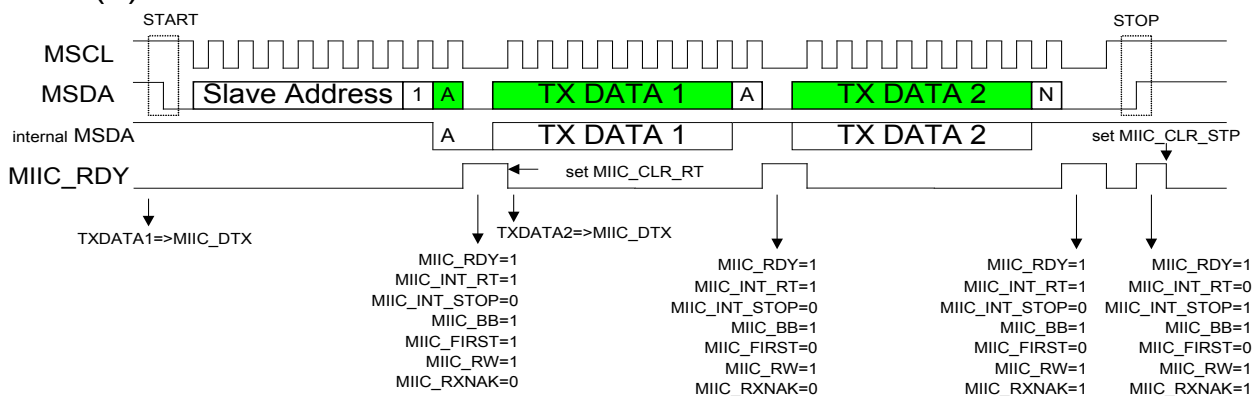 START
STOP
MSCL
MSDA
Slave Address 1 A TX DATA 1 A TX DATA 2 N
internal MSDA
A TX DATA 1 TX DATA 2
set MIIC_CLR_STP
MIIC_RDY
set MIIC_CLR_RT
TXDATA1=>MIIC_DTX
TXDATA2=>MIIC_DTX
MIIC_RDY=1
MIIC_INT_RT=1
MIIC_INT_STOP=0
MIIC_BB=1
MIIC_FIRST=1
MIIC_RW=1
MIIC_RXNAK=0
MIIC_RDY=1
MIIC_INT_RT=1
MIIC_INT_STOP=0
MIIC_BB=1
MIIC_FIRST=0
MIIC_RW=1
MIIC_RXNAK=0
MIIC_RDY=1
MIIC_INT_RT=1
MIIC_INT_STOP=0
MIIC_BB=1
MIIC_FIRST=0
MIIC_RW=1
MIIC_RXNAK=1
MIIC_RDY=1
MIIC_INT_RT=0
MIIC_INT_STOP=1
MIIC_BB=1
MIIC_FIRST=0
MIIC_RW=1
MIIC_RXNAK=1